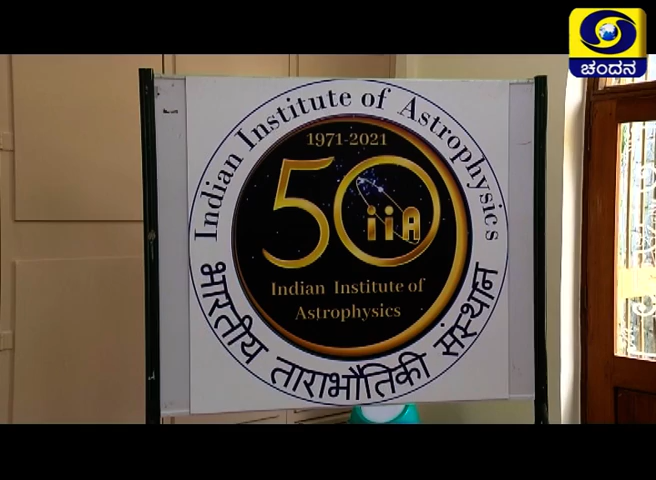 ಚಂದನ
Indian Institute of Astrophysics
1971-2021
50
iiA
Indian Institute of
Astrophysics
भारतीय ताराभौतिकी संस्थान